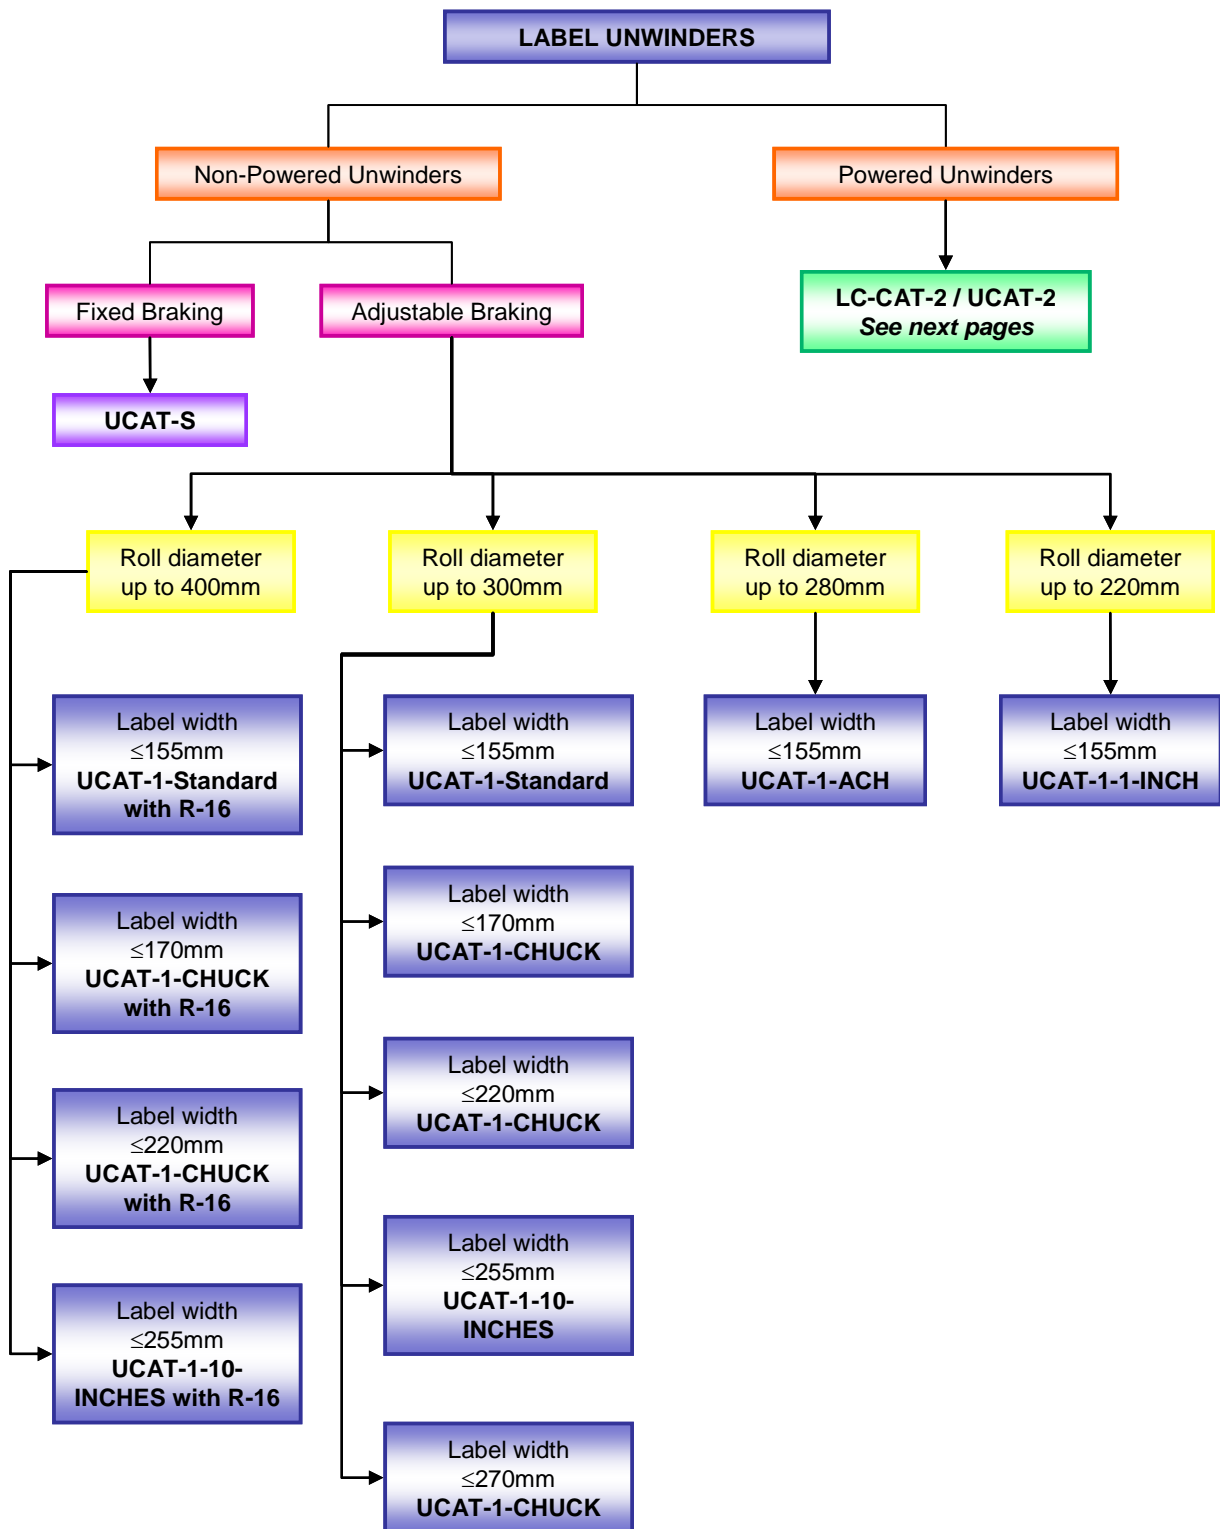 LABEL UNWINDERS
Non-Powered Unwinders
Powered Unwinders
Fixed Braking
Adjustable Braking
LC-CAT-2 / UCAT-2
See next pages
UCAT-S
Roll diameter
up to 400mm
Roll diameter
up to 300mm
Roll diameter
up to 280mm
Roll diameter
up to 220mm
Label width
≤155mm
UCAT-1-Standard
with R-16
Label width
≤170mm
UCAT-1-CHUCK
with R-16
Label width
≤220mm
UCAT-1-CHUCK
with R-16
Label width
≤255mm
UCAT-1-10-
INCHES with R-16
Label width
≤155mm
UCAT-1-Standard
Label width
≤170mm
UCAT-1-CHUCK
Label width
≤220mm
UCAT-1-CHUCK
Label width
≤255mm
UCAT-1-10-
INCHES
Label width
≤270mm
UCAT-1-CHUCK
Label width
≤155mm
UCAT-1-ACH
Label width
≤155mm
UCAT-1-1-INCH